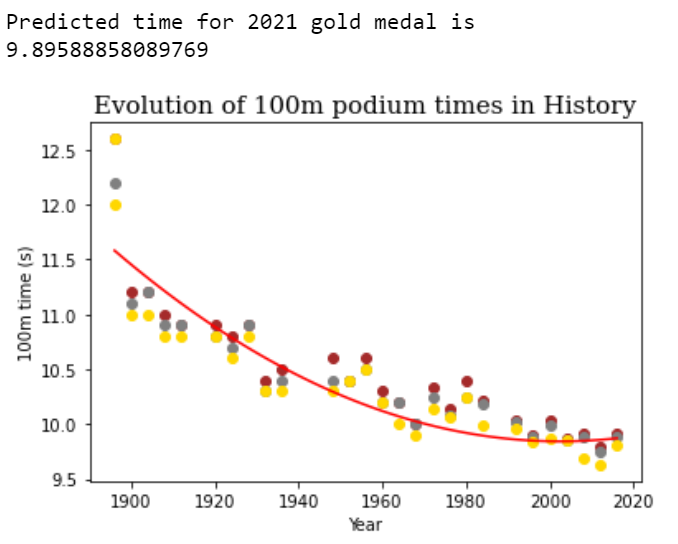 Predicted time for 2021 gold medal is
9.89588858089769
Evolution of 100m podium times in History
12.5
12.0
11.5
11.0
10.5
10.0
9.5
100m time (s)
1900 1920 1940 1960 1980 2000 2020
Year